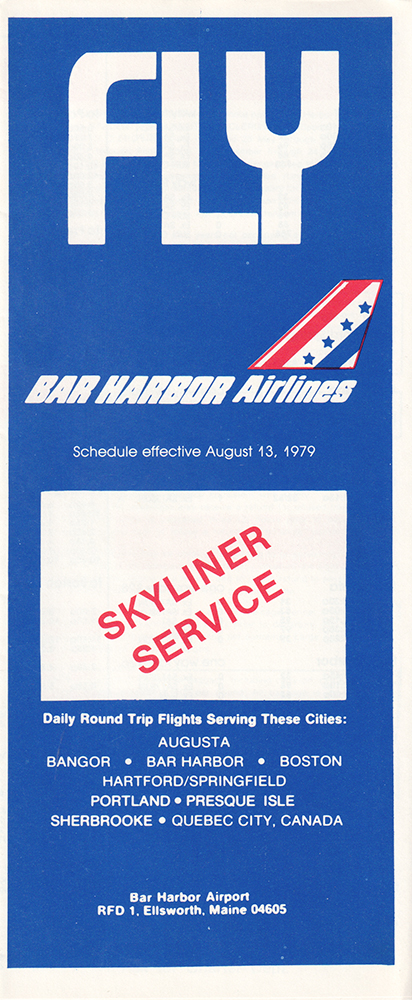 FLY
BAR HARBOR Airlines
Schedule effective August 13, 1979
SKYLINER
SERVICE
Daily Round Trip Flights Serving These Cities:
AUGUSTA
BANGOR • BAR HARBOR • BOSTON
HARTFORD/SPRINGFIELD
PORTLAND • PRESQUE ISLE
SHERBROOKE • QUEBEC CITY, CANADA
Bar Harbor Airport
RFD 1, Ellsworth, Maine 04605